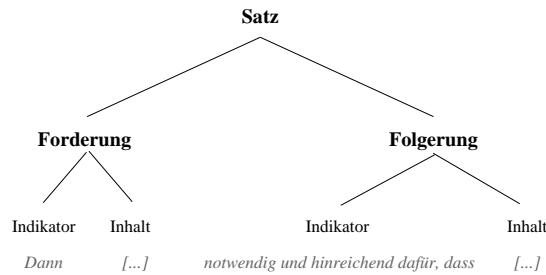 Satz
Forderung Folgerung
Indikator Inhalt Indikator Inhalt
Dann [...] notwendig und hinreichend dafür, dass [...]